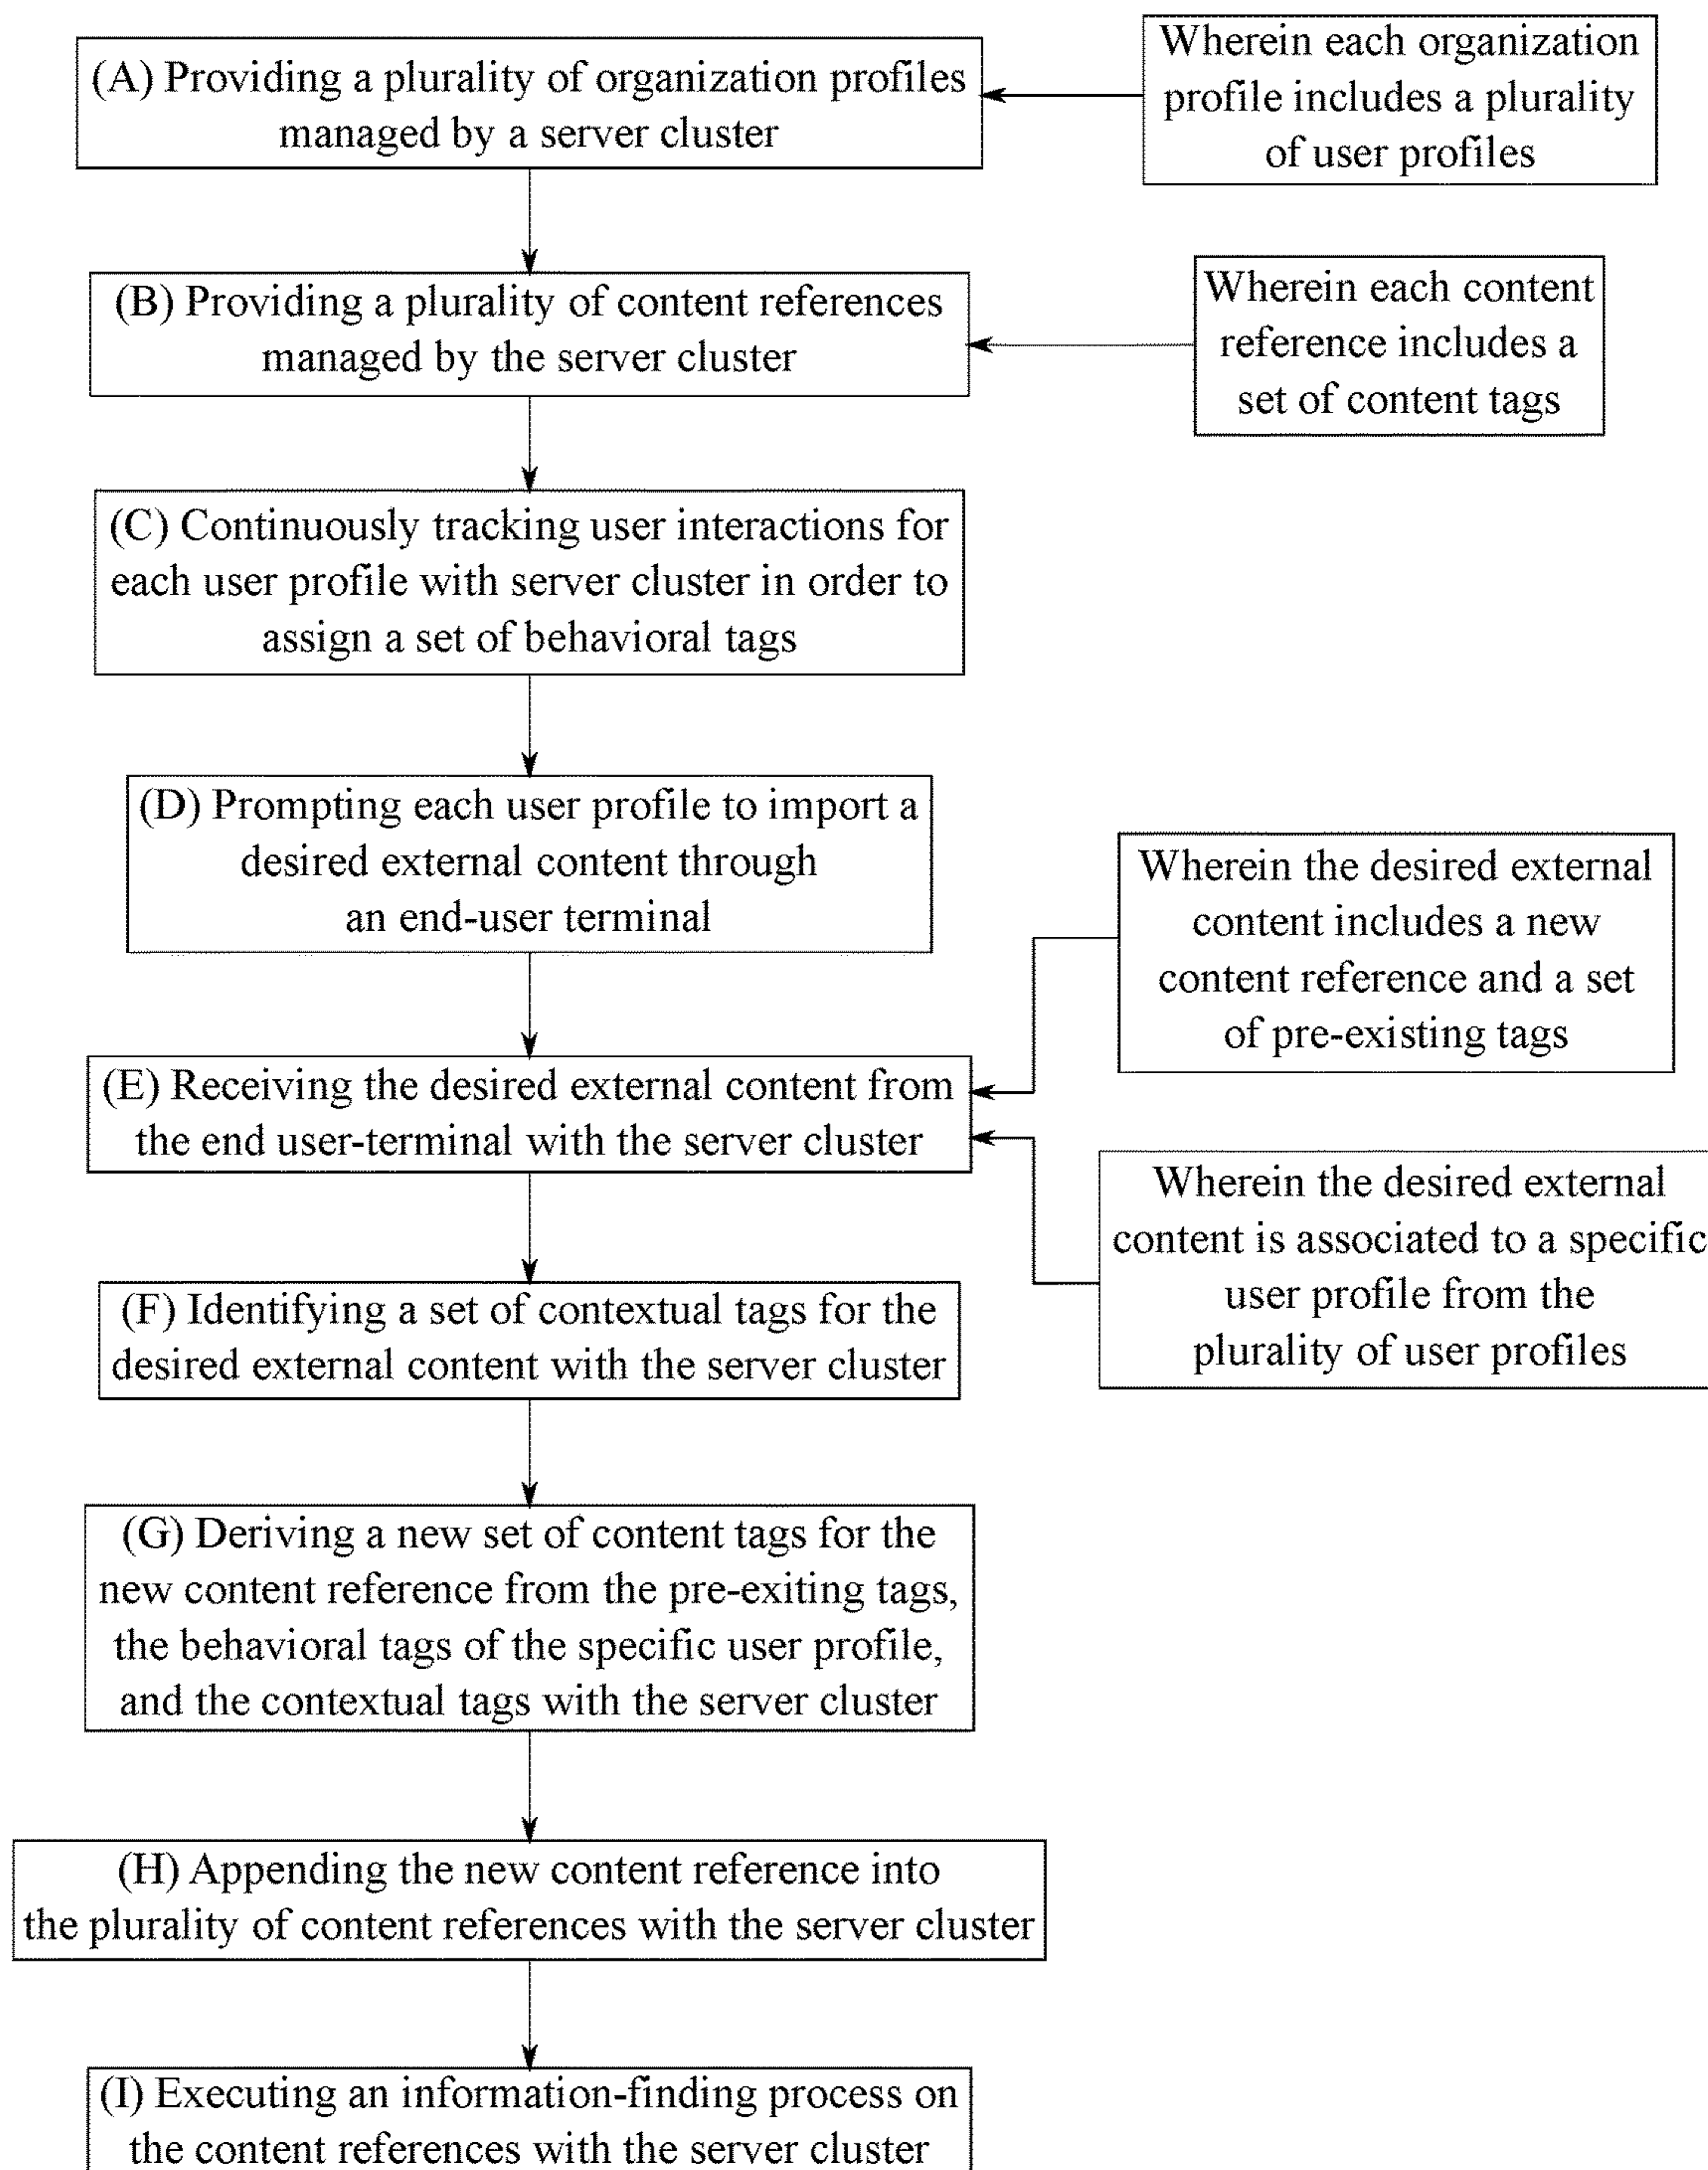 (A) Providing a plurality of organization profiles
managed by a server cluster
Wherein each organization
profile includes a plurality
of user profiles
(B) Providing a plurality of content references
managed by the server cluster
Wherein each content
reference includes a
set of content tags
(C) Continuously tracking user interactions for
each user profile with server cluster in order to
assign a set of behavioral tags
(D) Prompting each user profile to import a
desired external content through
an end-user terminal
Wherein the desired external
content includes a new
content reference and a set
of pre-existing tags
(E) Receiving the desired external content from
the end user-terminal with the server cluster
Wherein the desired external
content is associated to a specific
user profile from the
plurality of user profiles
(F) Identifying a set of contextual tags for the
desired external content with the server cluster
(G) Deriving a new set of content tags for the
new content reference from the pre-exiting tags,
the behavioral tags of the specific user profile,
and the contextual tags with the server cluster
(H) Appending the new content reference into
the plurality of content references with the server cluster
(I) Executing an information-finding process on
the content references with the server cluster